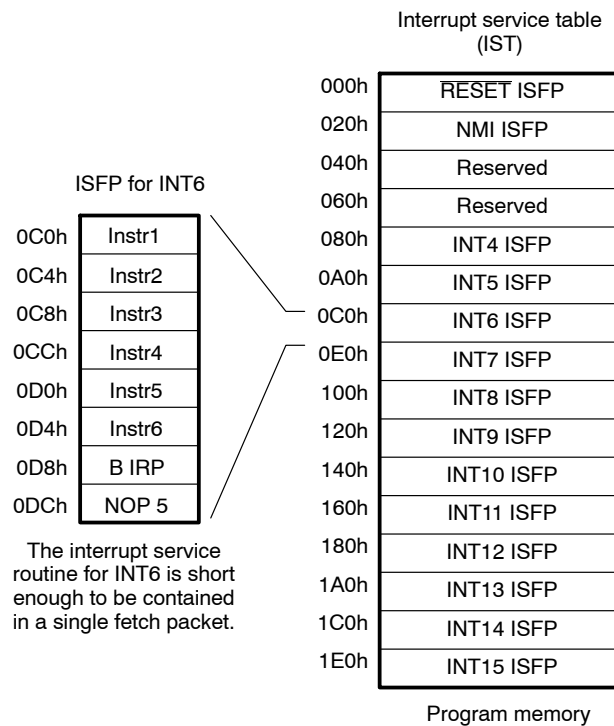 Interrupt service table
(IST)
000h RESET ISFP
020h NMI ISFP
040h Reserved
060h Reserved
080h INT4 ISFP
0A0h INT5 ISFP
0C0h INT6 ISFP
0E0h INT7 ISFP
100h INT8 ISFP
120h INT9 ISFP
140h INT10 ISFP
160h INT11 ISFP
180h INT12 ISFP
1A0h INT13 ISFP
1C0h INT14 ISFP
1E0h INT15 ISFP
Program memory
ISFP for INT6
0C0h Instr1
0C4h Instr2
0C8h Instr3
0CCh Instr4
0D0h Instr5
0D4h Instr6
0D8h B IRP
0DCh NOP 5
The interrupt service
routine for INT6 is short
enough to be contained
in a single fetch packet.